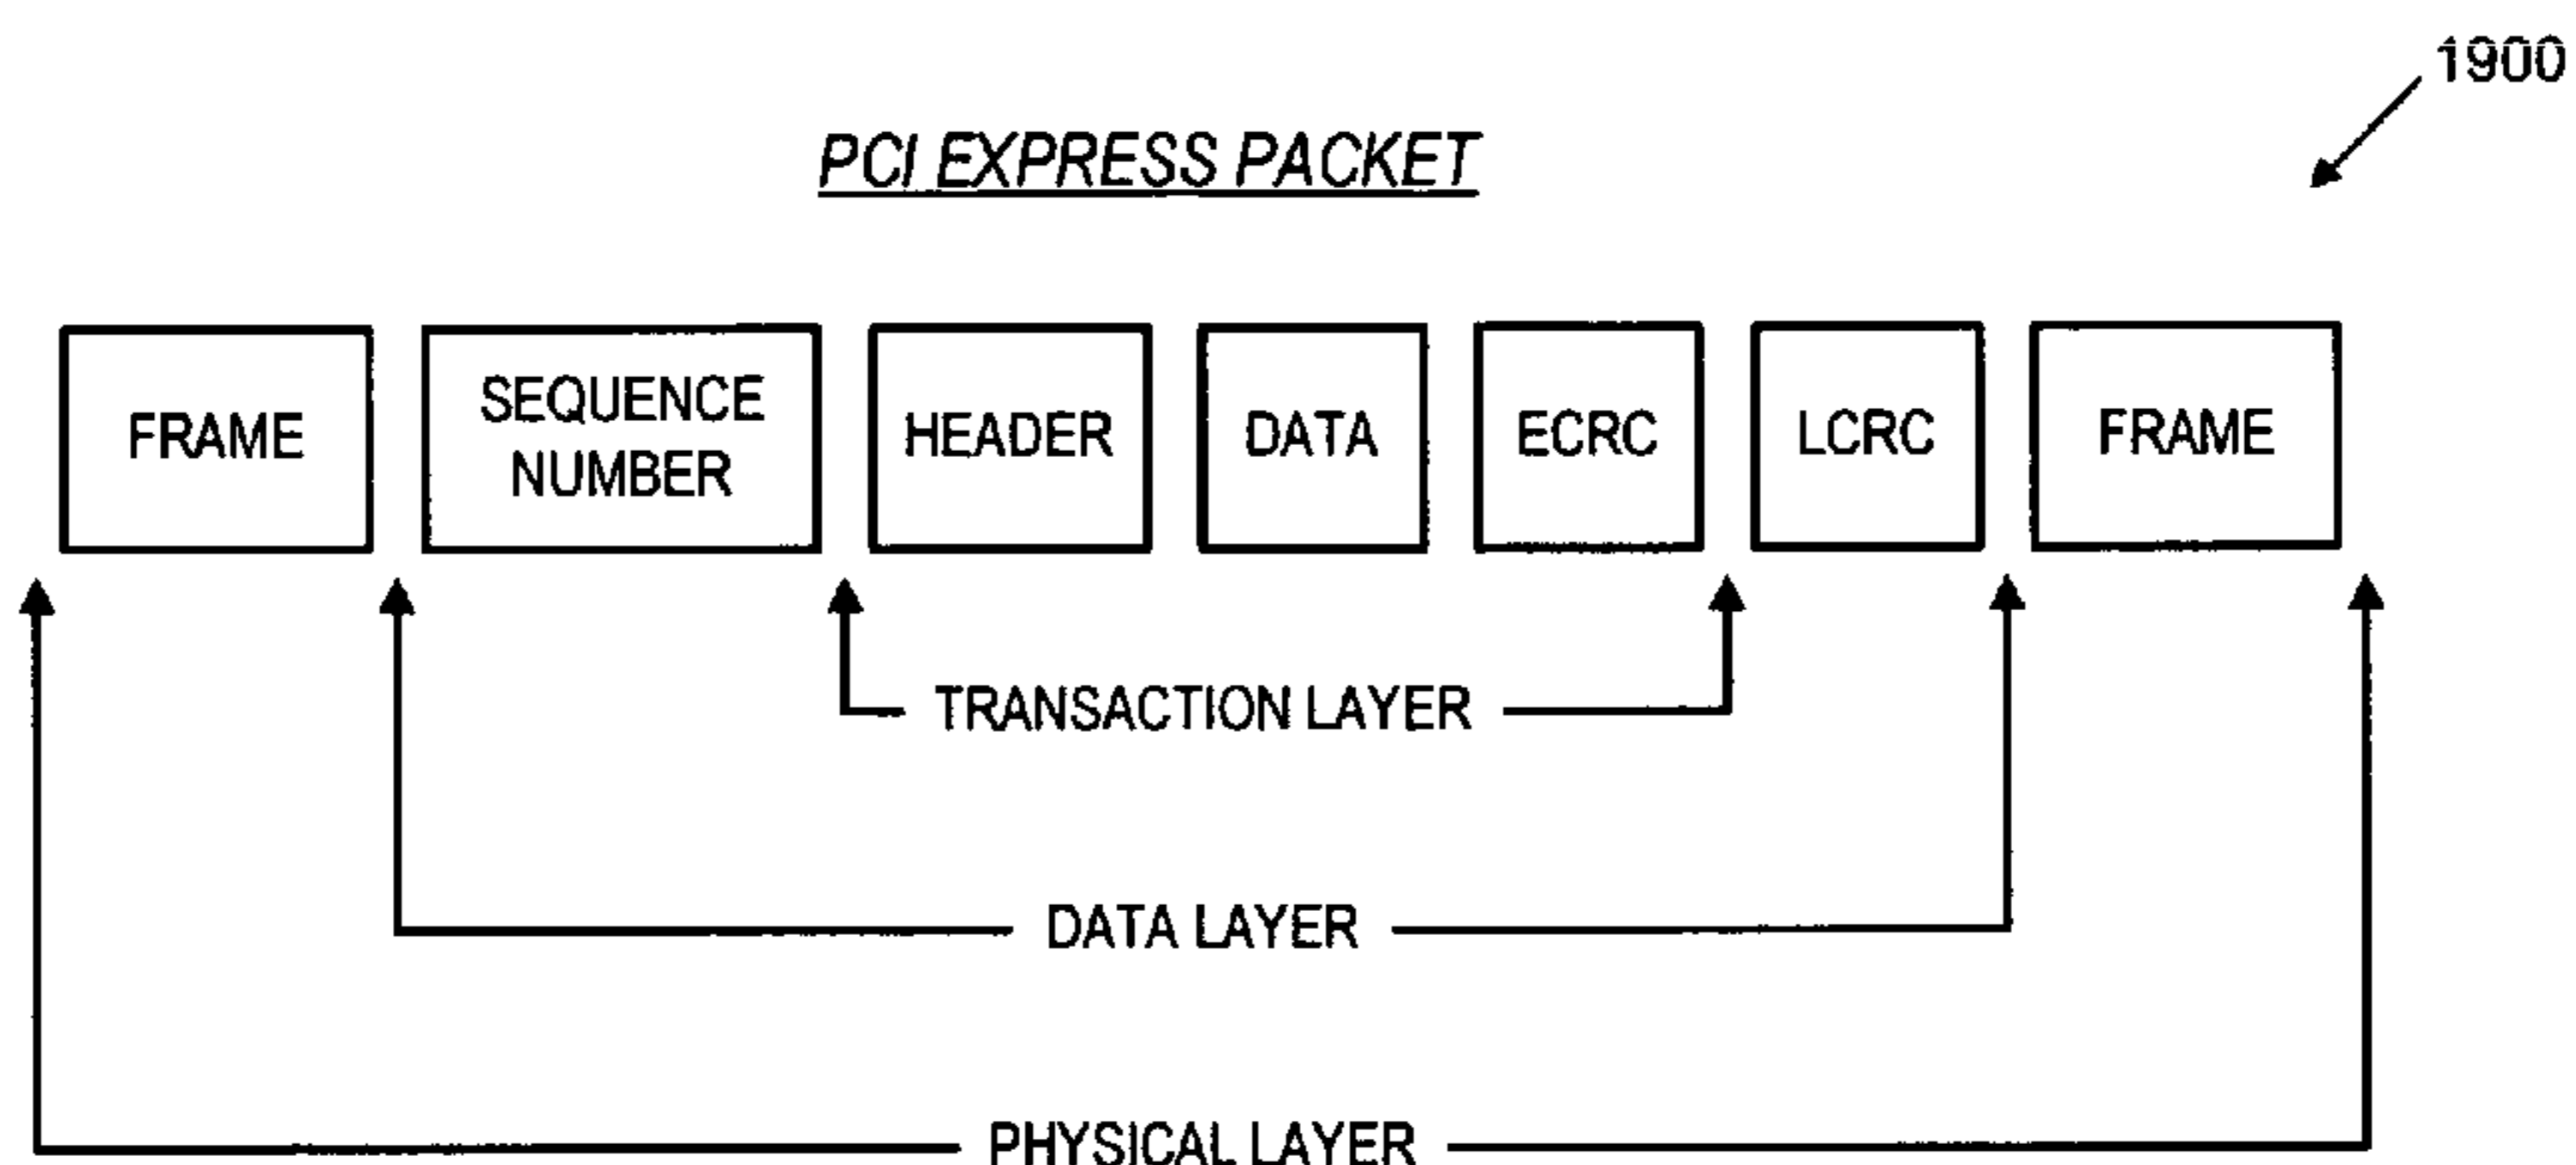 1900
PCI EXPRESS PACKET
FRAME
SEQUENCE
NUMBER
HEADER
DATA
ECRC
LCRC
FRAME
TRANSACTION LAYER
DATA LAYER
PHYSICAL LAYER